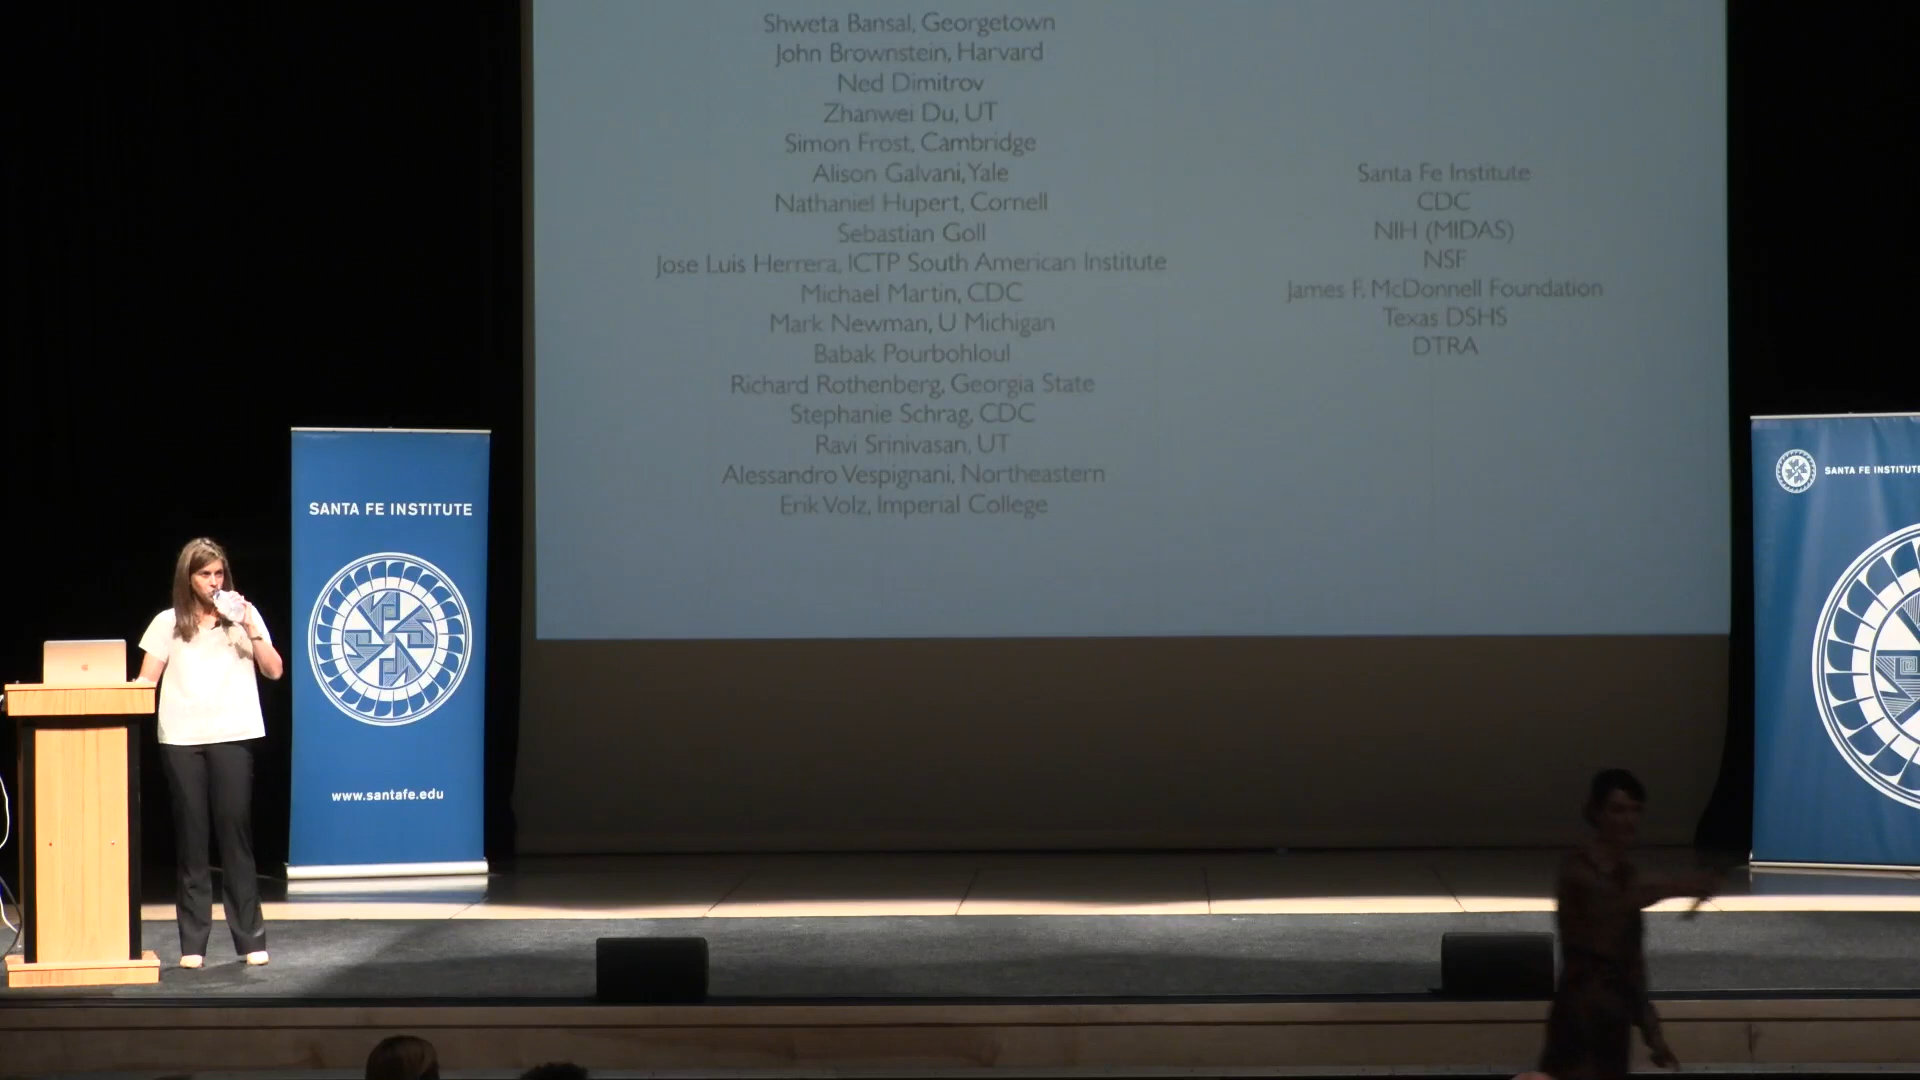 Shweta Bansal, Georgetown
John Brownstein, Harvard
Ned Dimitrov
Zhanwei Du, UT
Simon Frost, Cambridge
Alison Galvani, Yale
Nathaniel Hupert, Cornell
Sebastian Goll
Jose Luis Herrera, ICTP South American Institute
Michael Martin, CDC
Mark Newman, U Michigan
Babak Pourbohloul
Richard Rothenberg, Georgia State
Stephanie Schrag, CDC
Ravi Srinivasan, UT
Alessandro Vespignani, Northeastern
Erik Volz, Imperial College
Santa Fe Institute
CDC
NIH (MIDAS)
NSF
James F. McDonnell Foundation
Texas DSHS
DTRA
SANTA FE INSTITUTE
www.santafe.edu
SANTA FE INSTITUTE